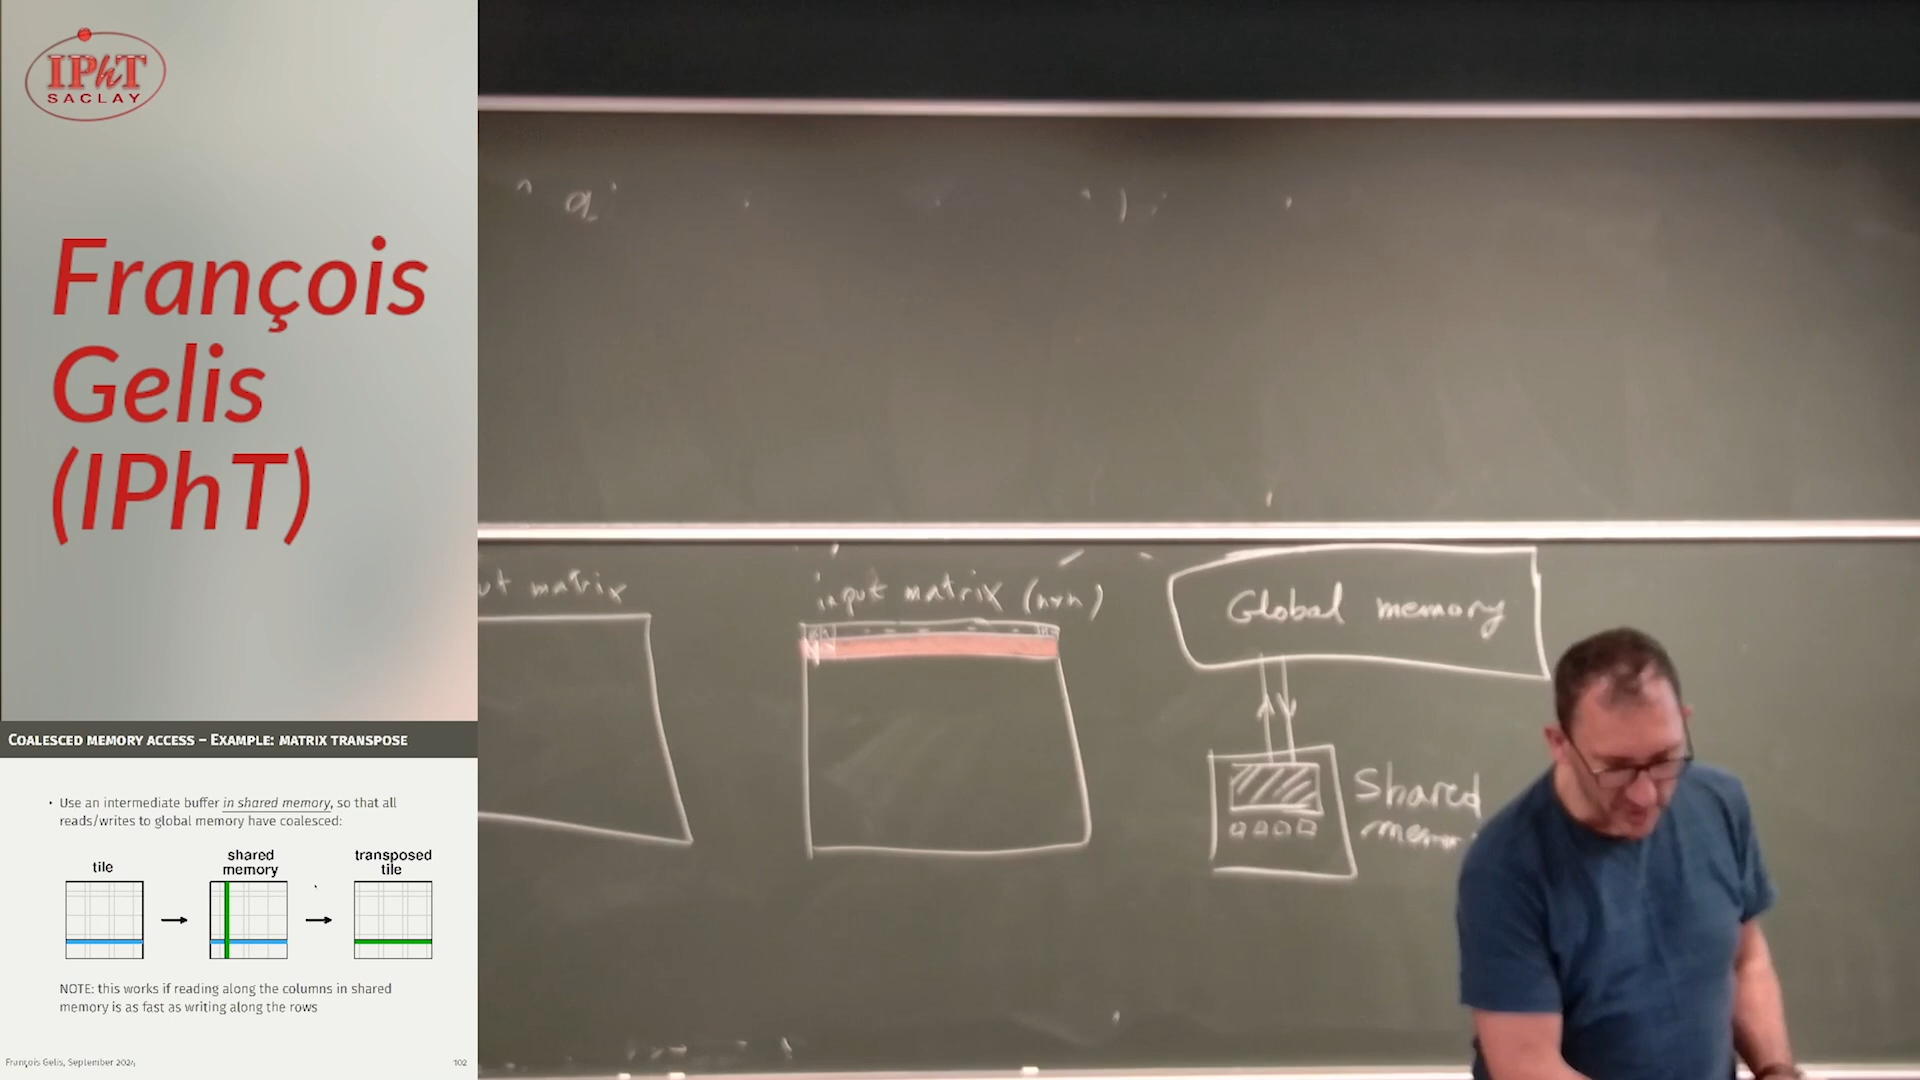 IPhT
SACLAY
François
Gelis
(IPhT)
COALESCED MEMORY ACCESS – EXAMPLE: MATRIX TRANSPOSE
• Use an intermediate buffer in shared memory, so that all
reads/writes to global memory have coalesced:
tile
shared
memory
transposed
tile
NOTE: this works if reading along the columns in shared
memory is as fast as writing along the rows
François Gelis, September 2024
102
ut matrix
input matrix (n×n)
Global memory
Shared